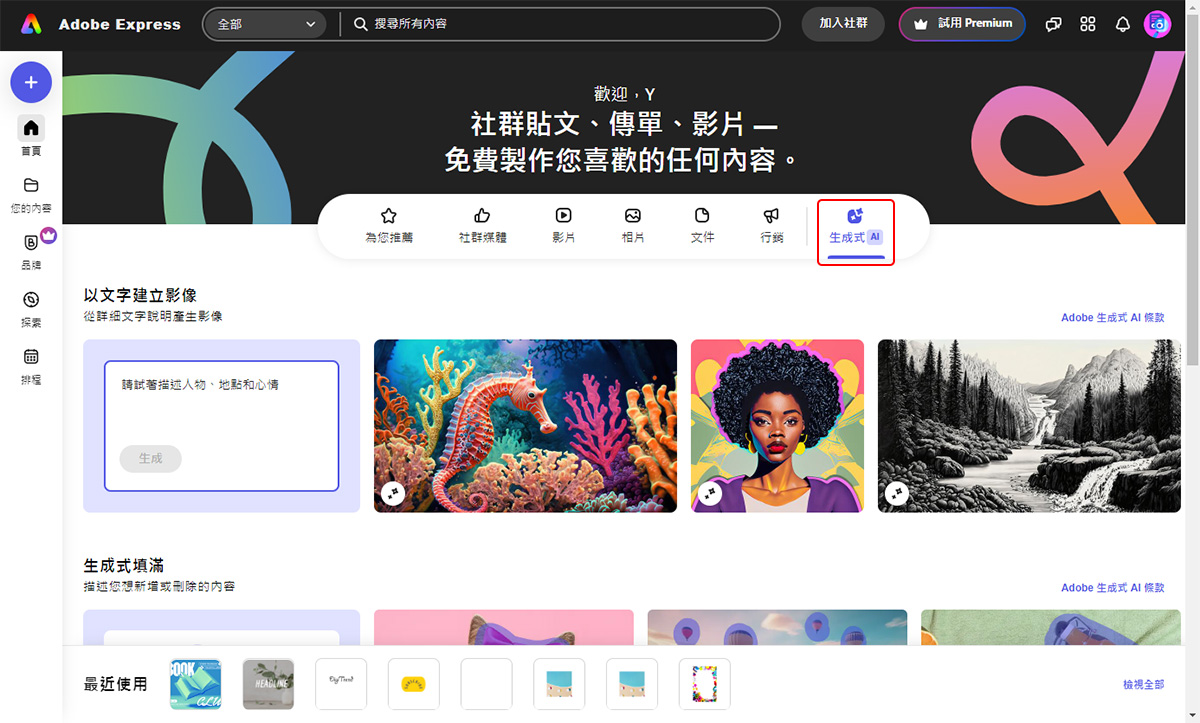 Adobe Express
全部
搜尋所有內容
加入社群
試用 Premium
首頁
您的內容
品牌
探索
排程
歡迎，Y
社群貼文、傳單、影片 —
免費製作您喜歡的任何內容。
為您推薦
社群媒體
影片
相片
文件
行銷
生成式 AI
以文字建立影像
從詳細文字說明產生影像
Adobe 生成式 AI 條款
請試著描述人物、地點和心情
生成
生成式填滿
描述您想新增或刪除的內容
Adobe 生成式 AI 條款
最近使用
BOOK
CLU
HEADLINE
檢視全部